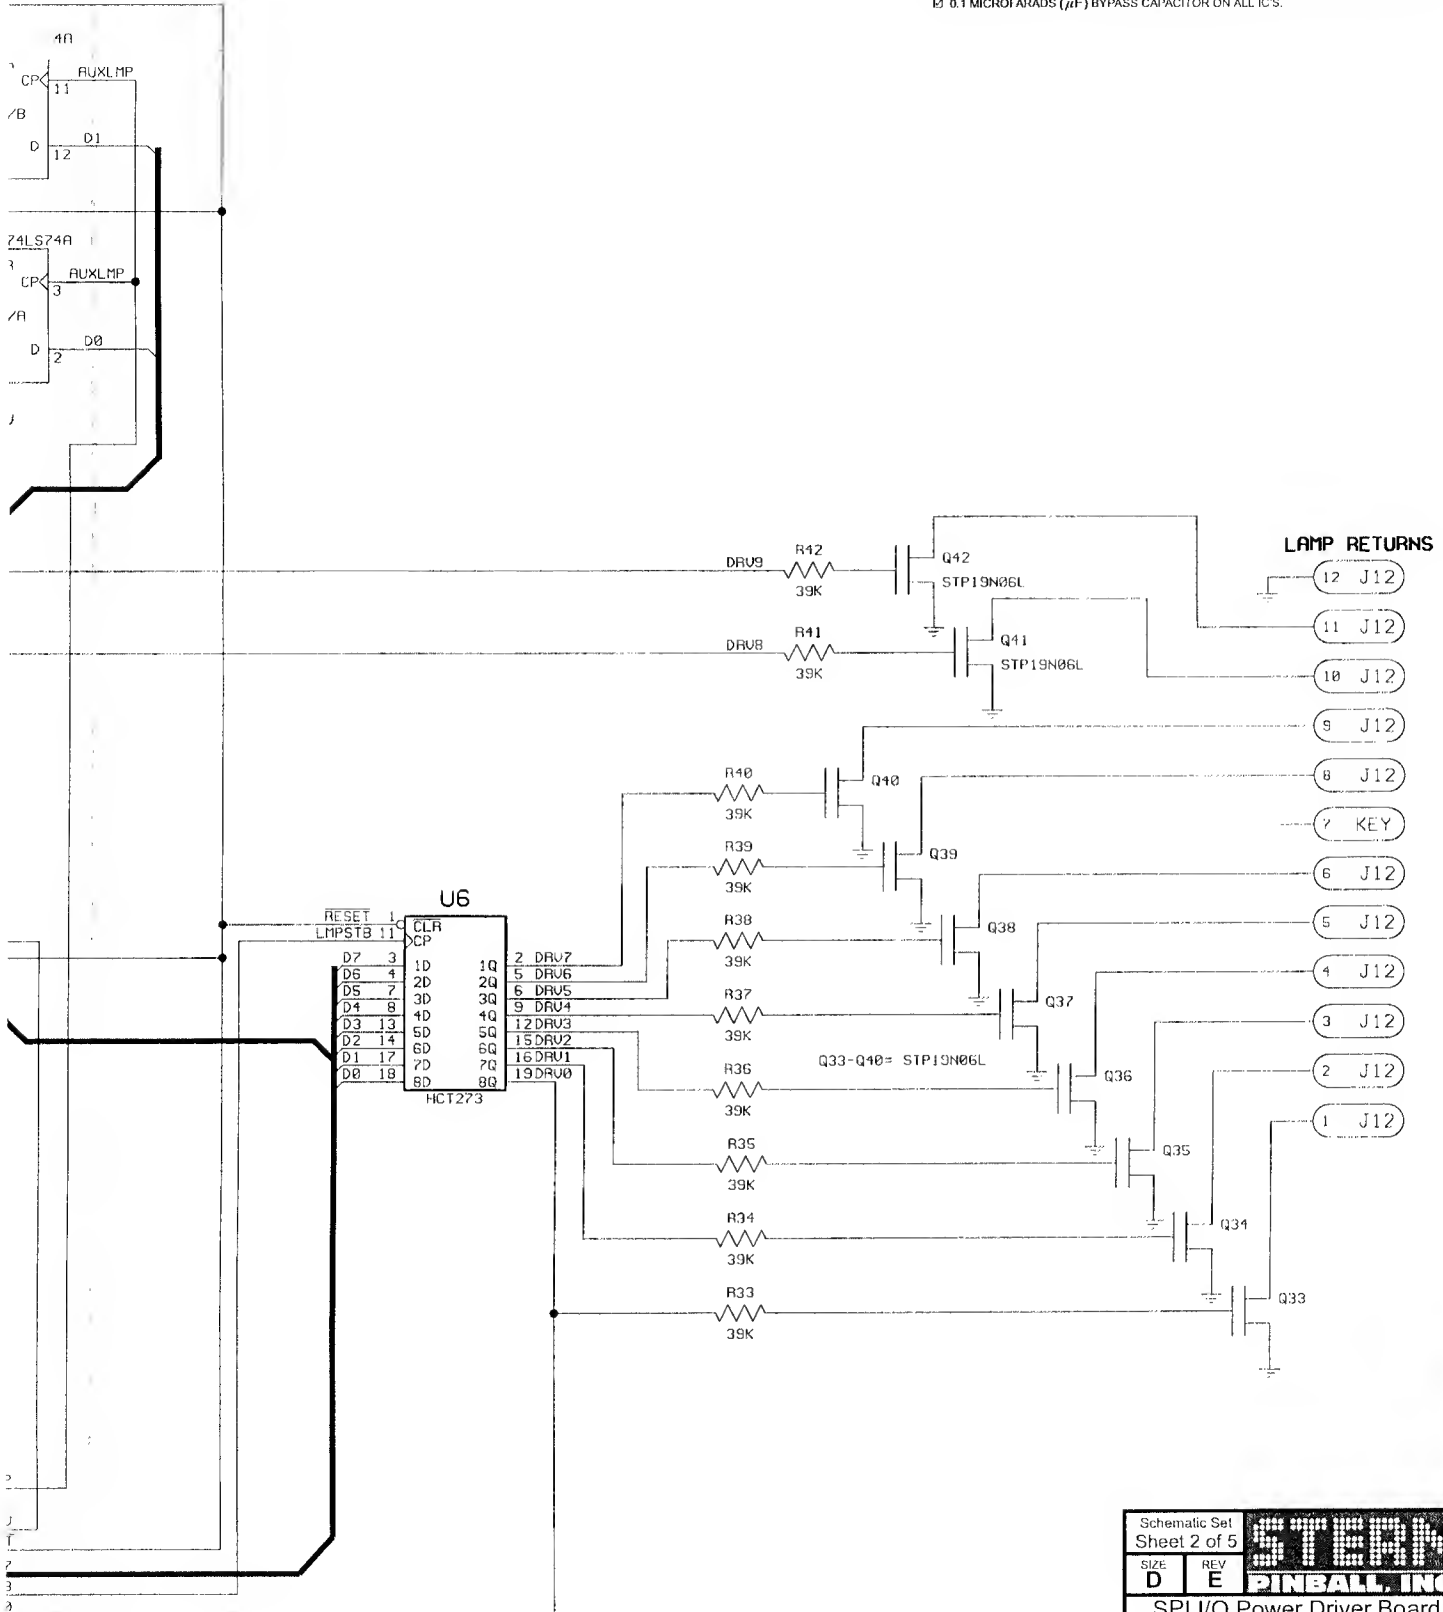 ☑ 0.1 MICROFARADS (μF) BYPASS CAPACITOR ON ALL IC'S.
4A
CP AUXLMP
11
/B
D1
D 12
74LS74A
CP AUXLMP
3
/A
D0
D 2
LAMP RETURNS
DRV9 R42 39K
Q42
STP19N06L
12 J12
11 J12
DRV8 R41 39K
Q41
STP19N06L
10 J12
9 J12
R40 39K
Q40
8 J12
7 KEY
R39 39K
Q39
6 J12
U6
RESET 1 CLR
LMPSTB 11 CP
R38 39K
Q38
5 J12
D7 3 1D 1Q 2 DRV7
D6 4 2D 2Q 5 DRV6
D5 7 3D 3Q 6 DRV5
D4 8 4D 4Q 9 DRV4
D3 13 5D 5Q 12 DRV3
D2 14 6D 6Q 15 DRV2
D1 17 7D 7Q 16 DRV1
D0 18 8D 8Q 19 DRV0
HCT273
R37 39K
Q37
4 J12
3 J12
Q33-Q40= STP19N06L
R36 39K
Q36
2 J12
1 J12
R35 39K
Q35
R34 39K
Q34
R33 39K
Q33
Schematic Set
Sheet 2 of 5
SIZE
D
REV
E
STERN
PINBALL, INC
SPI I/O Power Driver Board